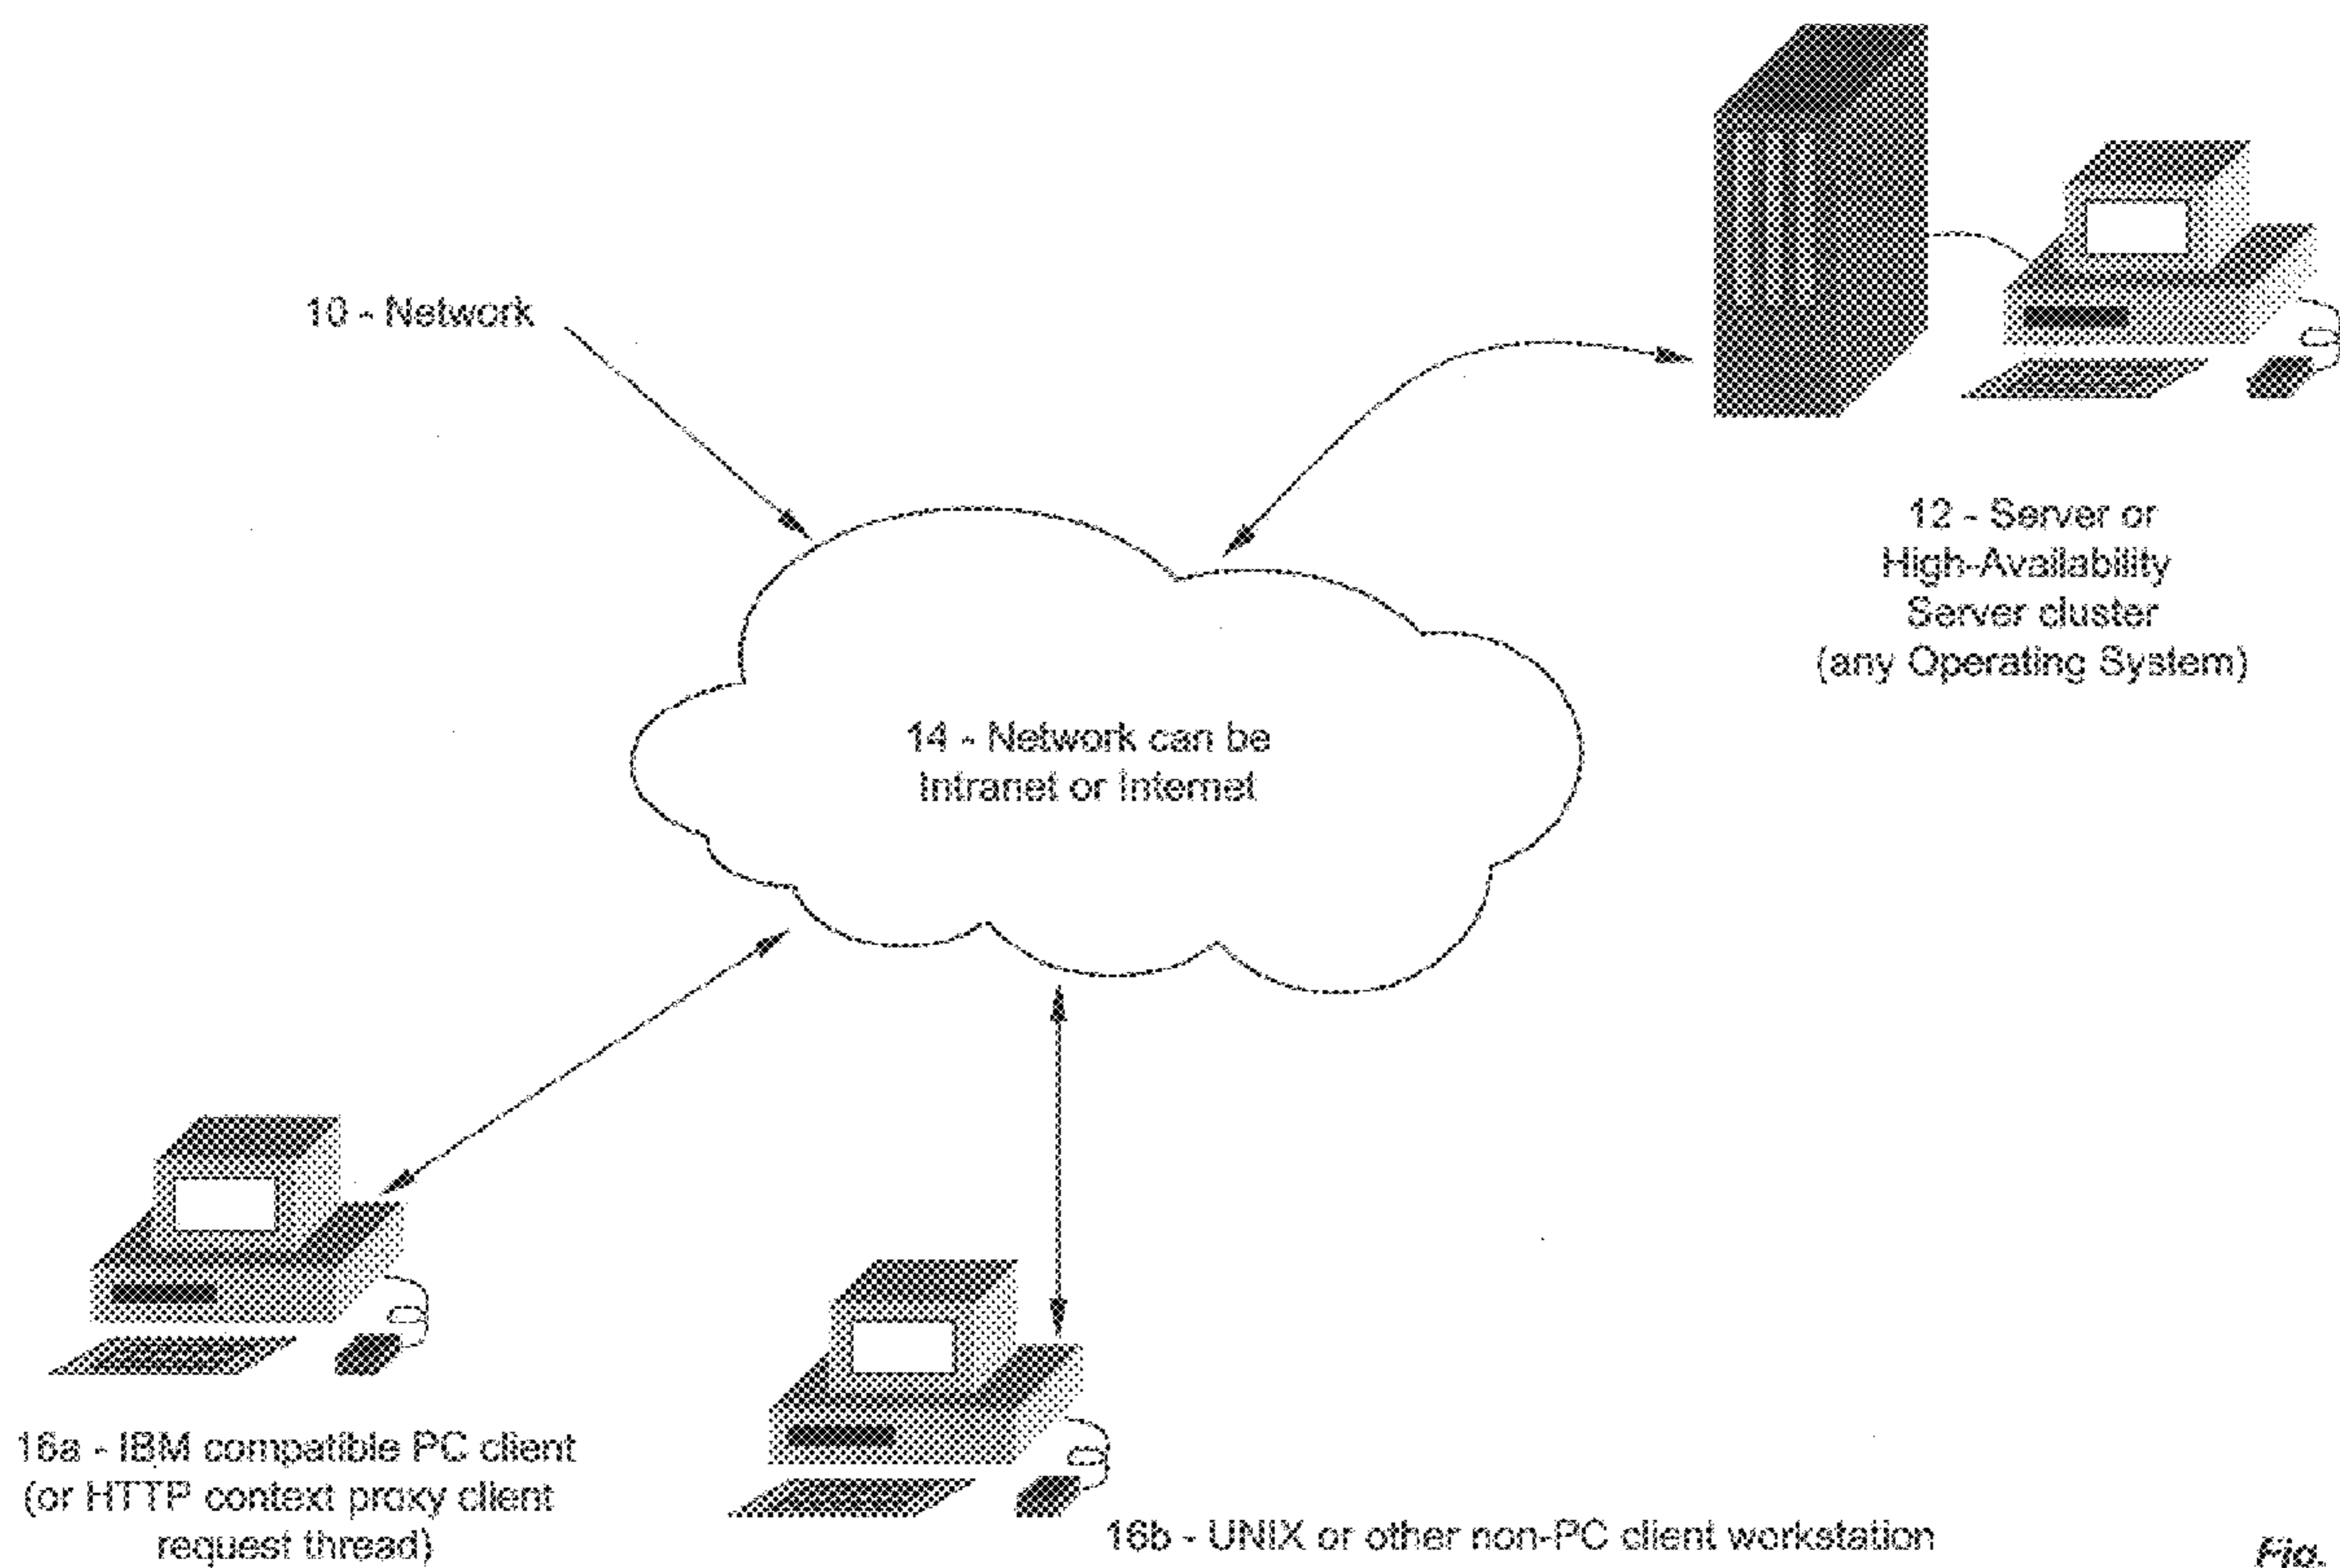 10 - Network
12 - Server or
High-Availability
Server cluster
(any Operating System)
14 - Network can be
Intranet or Internet
16a - IBM compatible PC client
(or HTTP context proxy client
request thread)
16b - UNIX or other non-PC client workstation
Fig.